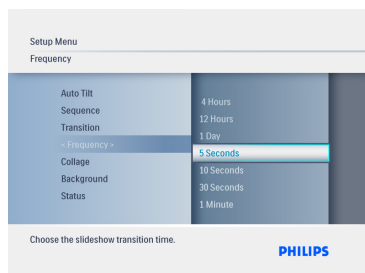 Setup Menu
Frequency
Auto Tilt
Sequence
Transition
< Frequency >
Collage
Background
Status
4 Hours
12 Hours
1 Day
5 Seconds
10 Seconds
30 Seconds
1 Minute
Choose the slideshow transition time.
PHILIPS